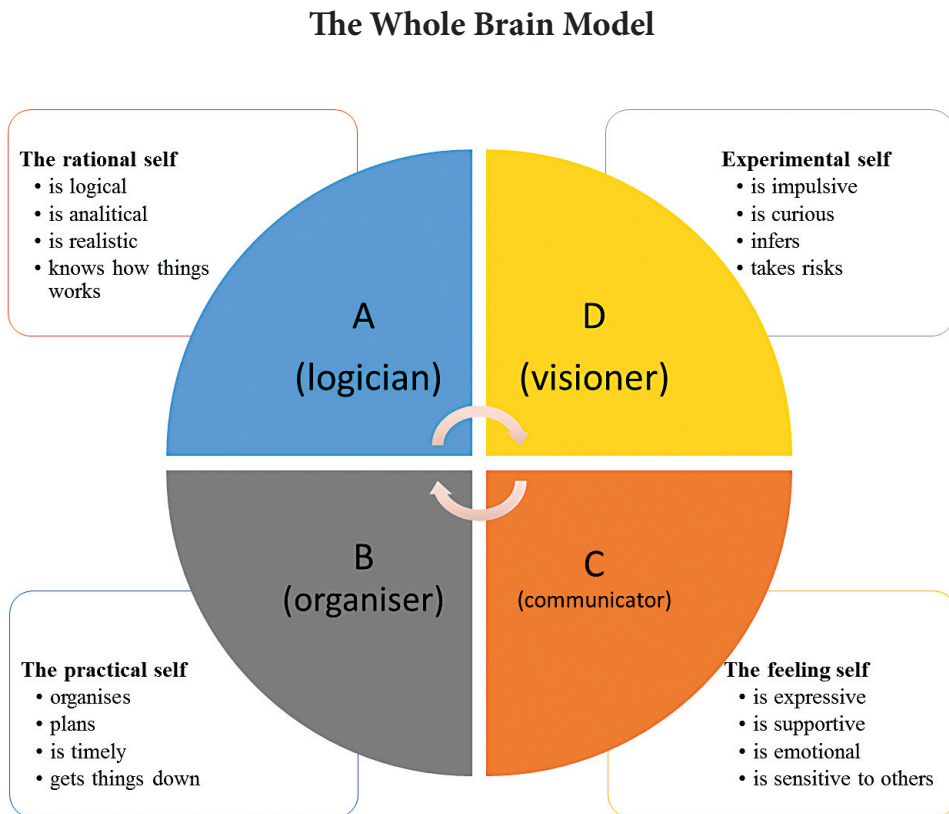 The Whole Brain Model
The rational self
• is logical
• is analitical
• is realistic
• knows how things
works
Experimental self
• is impulsive
• is curious
• infers
• takes risks
A
(logician)
D
(visioner)
B
(organiser)
C
(communicator)
The practical self
• organises
• plans
• is timely
• gets things down
The feeling self
• is expressive
• is supportive
• is emotional
• is sensitive to others